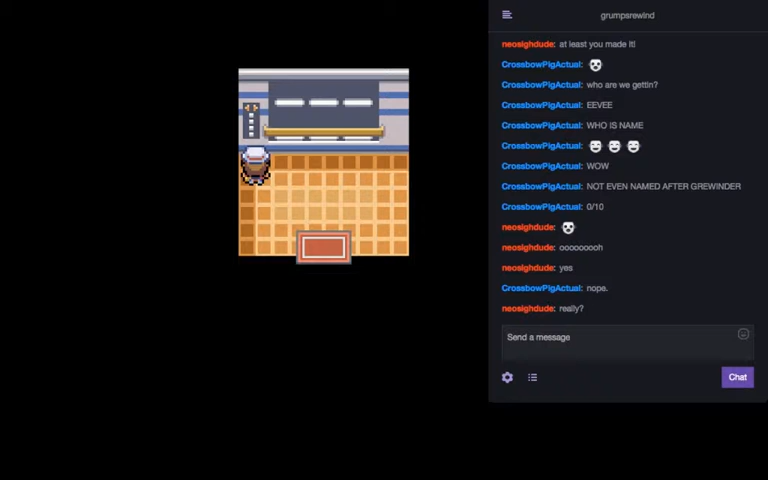 grumpsrewind
neosighdude: at least you made it!
CrossbowPigActual:
CrossbowPigActual: who are we gettin?
CrossbowPigActual: EEVEE
CrossbowPigActual: WHO IS NAME
CrossbowPigActual:
CrossbowPigActual: WOW
CrossbowPigActual: NOT EVEN NAMED AFTER GREWINDER
CrossbowPigActual: 0/10
neosighdude:
neosighdude: ooooooooh
neosighdude: yes
CrossbowPigActual: nope.
neosighdude: really?
Send a message
Chat